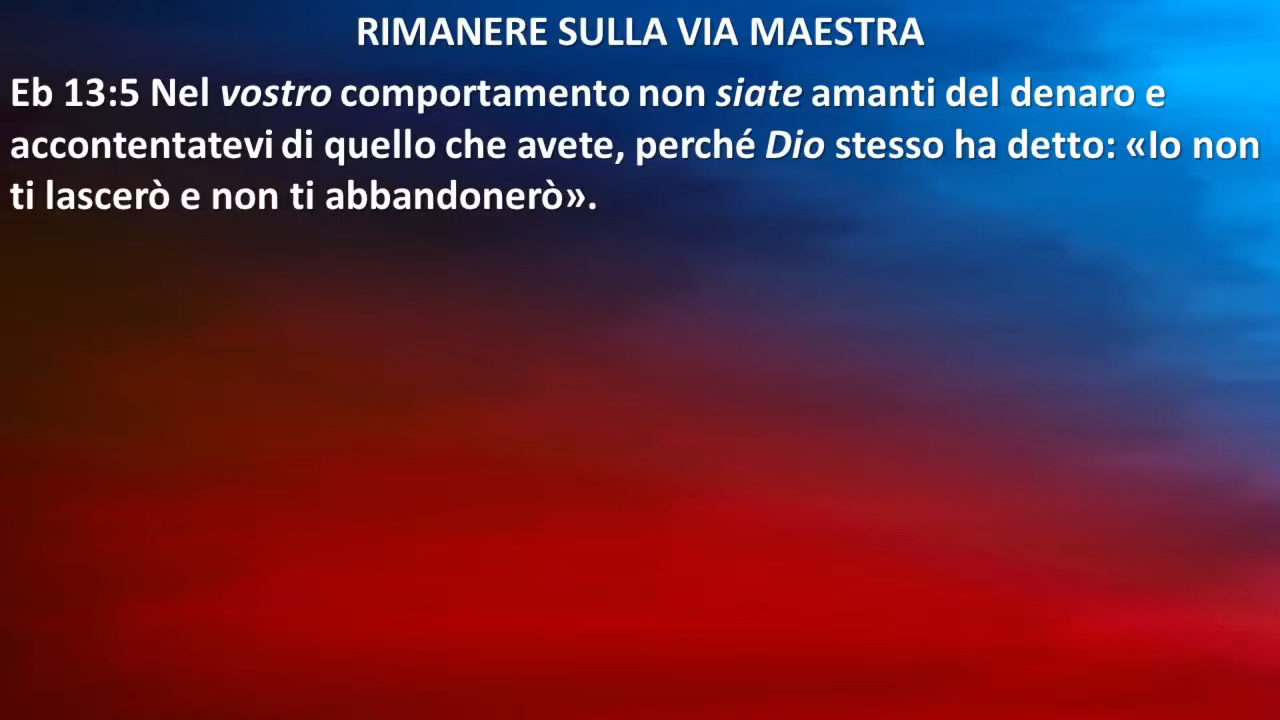 RIMANERE SULLA VIA MAESTRA
Eb 13:5 Nel vostro comportamento non siate amanti del denaro e
accontentatevi di quello che avete, perché Dio stesso ha detto: «Io non
ti lascerò e non ti abbandonerò».